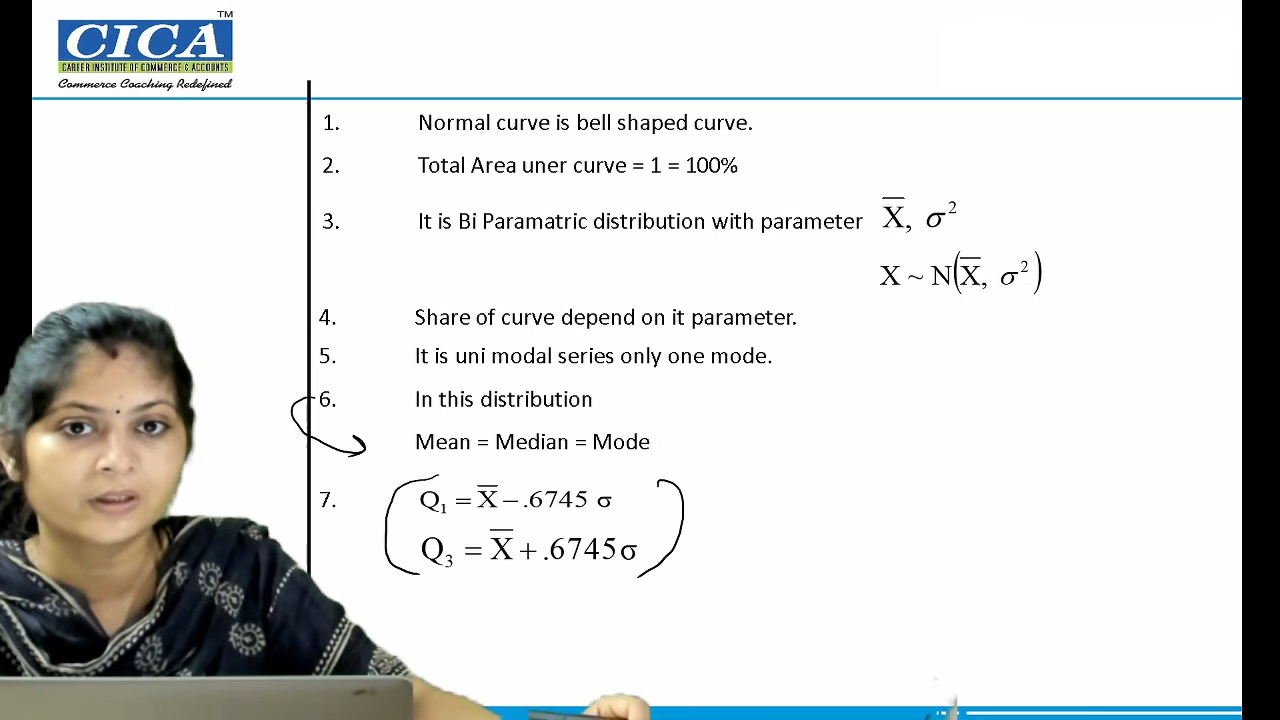 TM
CICA
CAREER INSTITUTE OF COMMERCE & ACCOUNTS
Commerce Coaching Redefined
1. Normal curve is bell shaped curve.
2. Total Area uner curve = 1 = 100%
3. It is Bi Paramatric distribution with parameter X̅, σ²
X ~ N(X̅, σ²)
4. Share of curve depend on it parameter.
5. It is uni modal series only one mode.
6. In this distribution
Mean = Median = Mode
7. Q₁ = X̅ − .6745 σ
Q₃ = X̅ + .6745σ